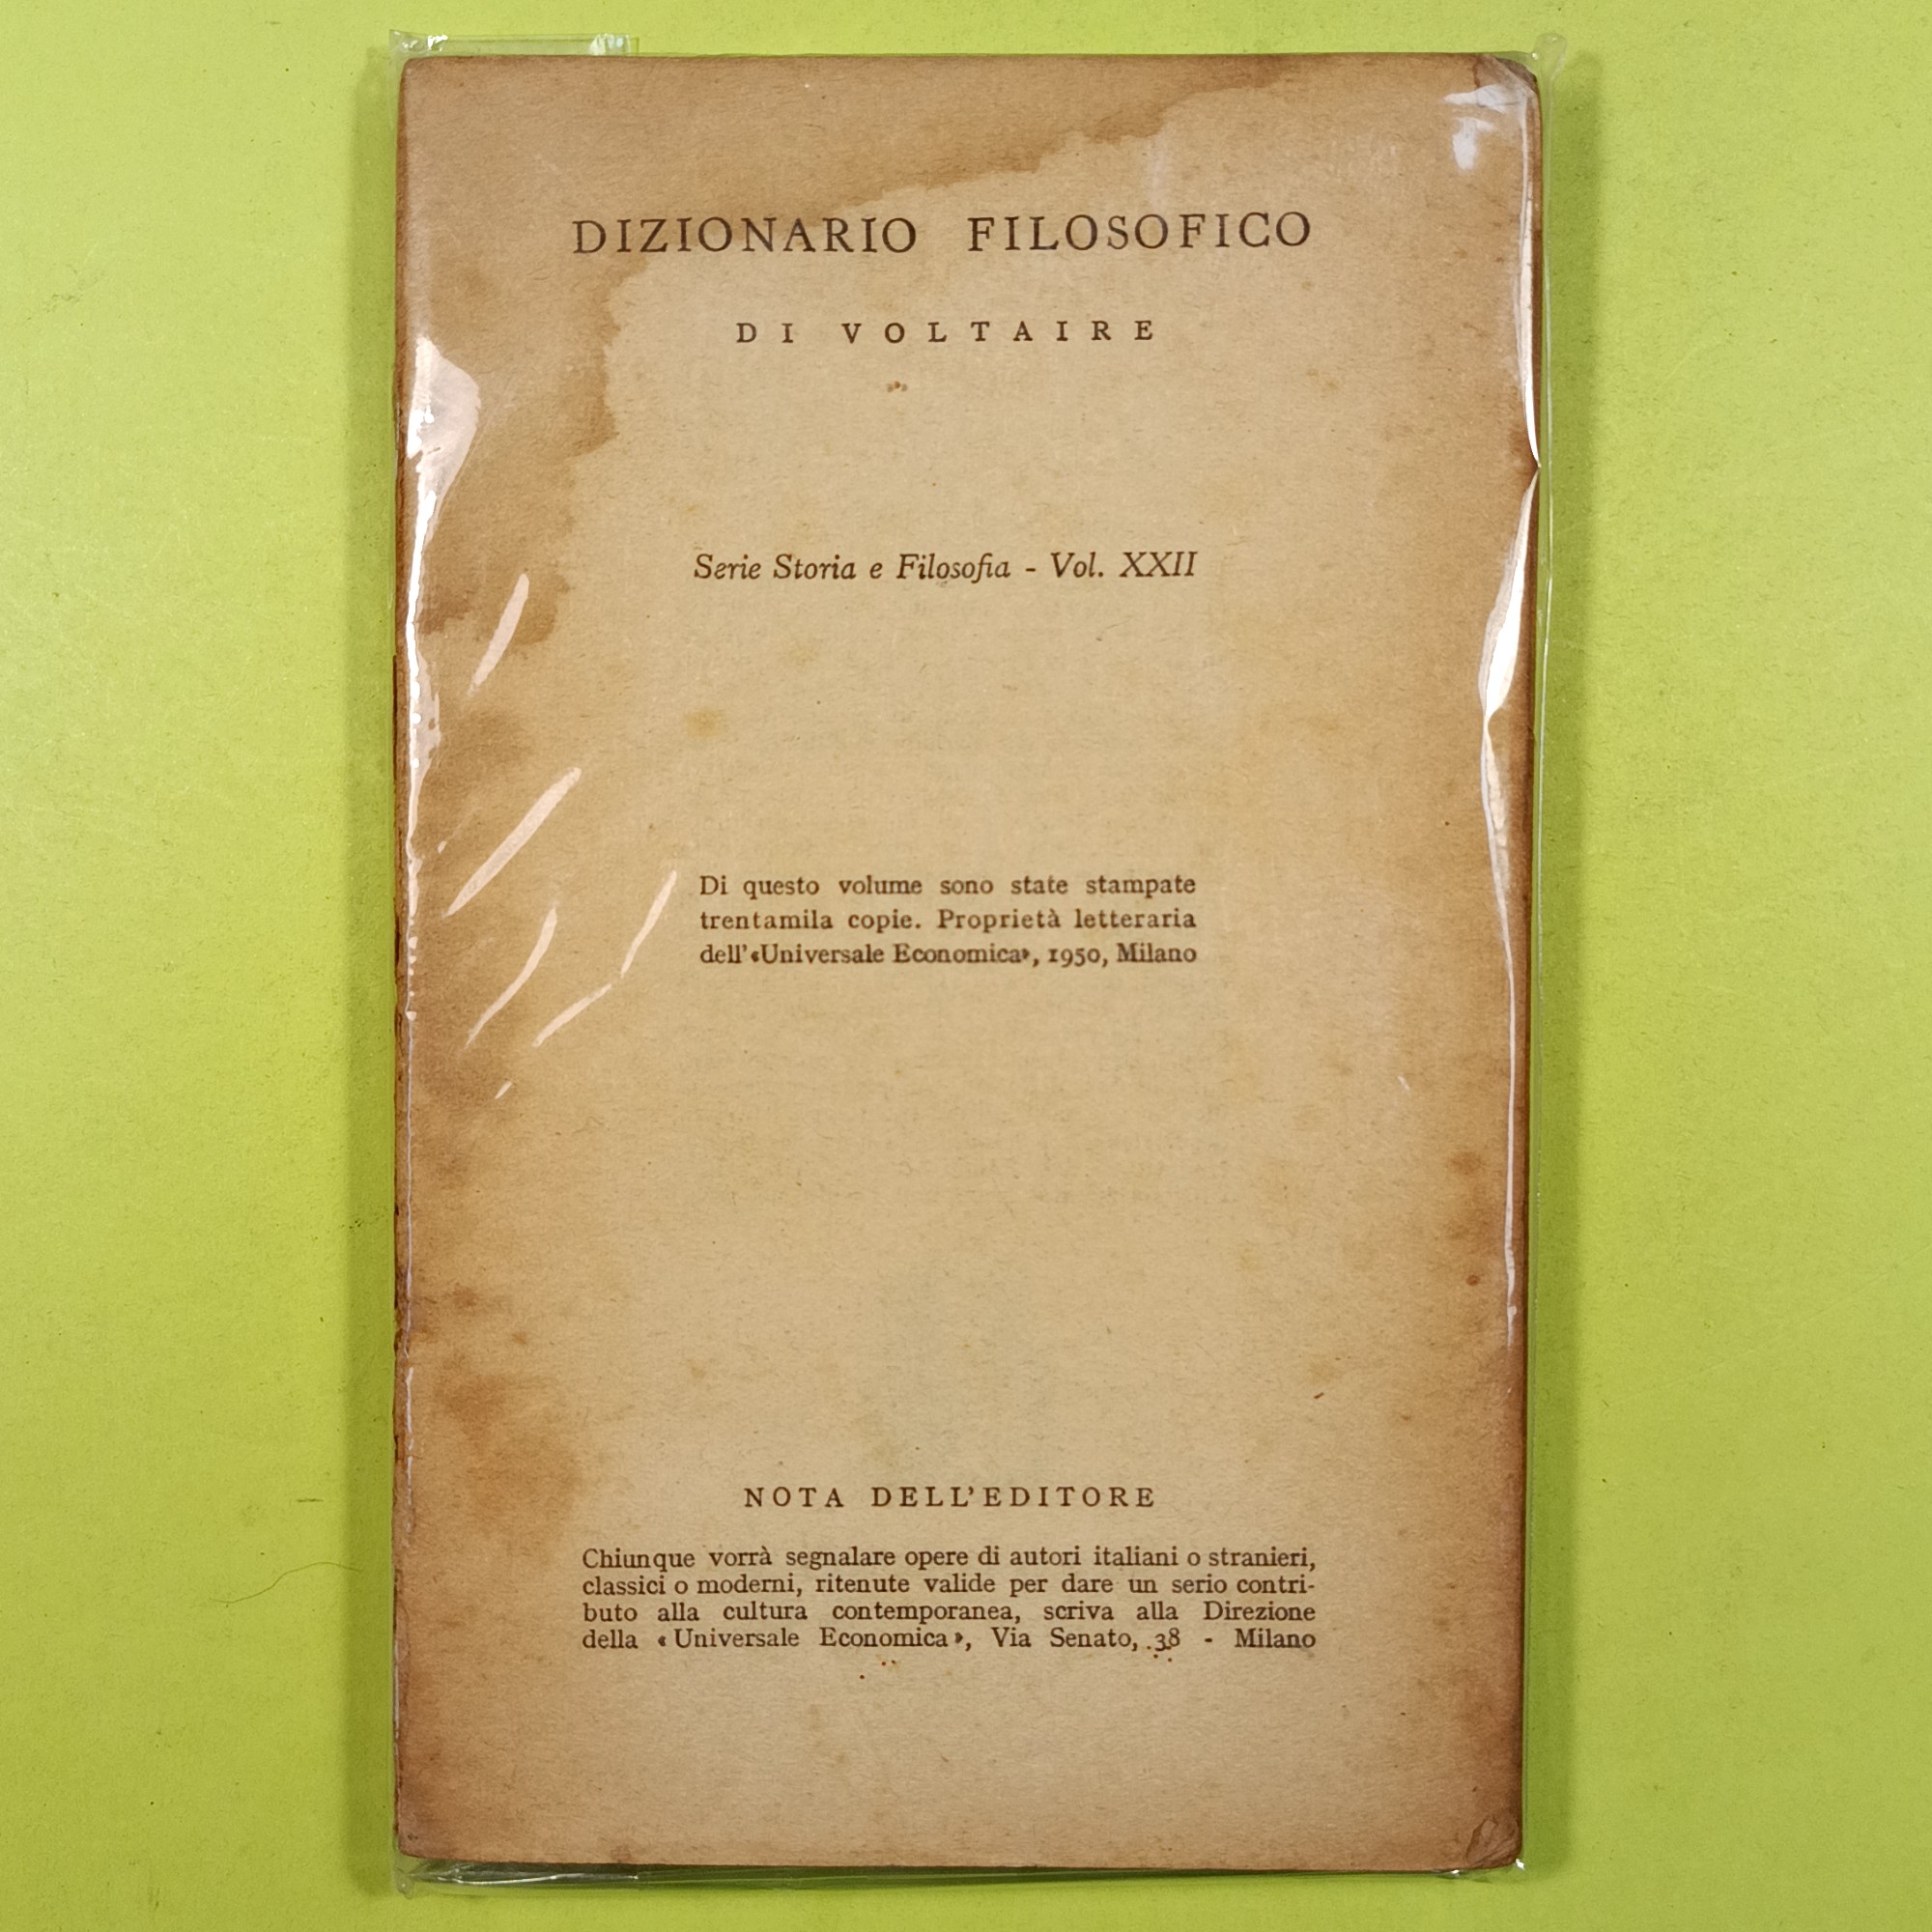 DIZIONARIO FILOSOFICO
DI VOLTAIRE
Serie Storia e Filosofia - Vol. XXII
Di questo volume sono state stampate
trentamila copie. Proprietà letteraria
dell'«Universale Economica», 1950, Milano
NOTA DELL'EDITORE
Chiunque vorrà segnalare opere di autori italiani o stranieri,
classici o moderni, ritenute valide per dare un serio contri-
buto alla cultura contemporanea, scriva alla Direzione
della «Universale Economica», Via Senato, 38 - Milano